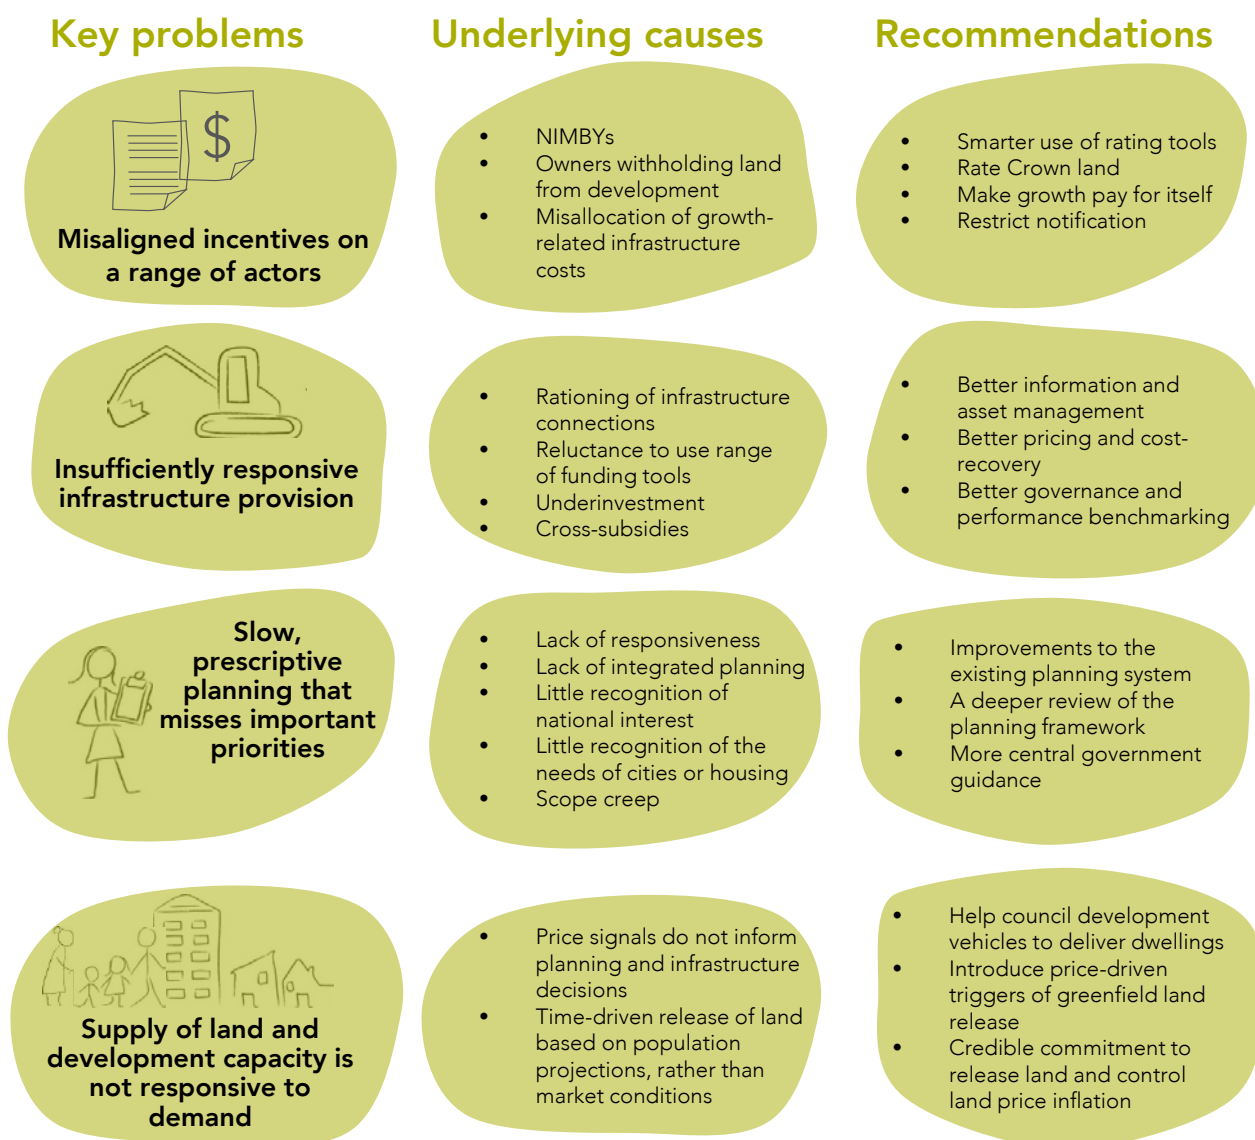 Key problems
Underlying causes
Recommendations
$
Misaligned incentives on
a range of actors
• NIMBYs
• Owners withholding land
from development
• Misallocation of growth-
related infrastructure
costs
• Smarter use of rating tools
• Rate Crown land
• Make growth pay for itself
• Restrict notification
Insufficiently responsive
infrastructure provision
• Rationing of infrastructure
connections
• Reluctance to use range
of funding tools
• Underinvestment
• Cross-subsidies
• Better information and
asset management
• Better pricing and cost-
recovery
• Better governance and
performance benchmarking
Slow,
prescriptive
planning that
misses important
priorities
• Lack of responsiveness
• Lack of integrated planning
• Little recognition of
national interest
• Little recognition of the
needs of cities or housing
• Scope creep
• Improvements to the
existing planning system
• A deeper review of the
planning framework
• More central government
guidance
Supply of land and
development capacity is
not responsive to
demand
• Price signals do not inform
planning and infrastructure
decisions
• Time-driven release of land
based on population
projections, rather than
market conditions
• Help council development
vehicles to deliver dwellings
• Introduce price-driven
triggers of greenfield land
release
• Credible commitment to
release land and control
land price inflation